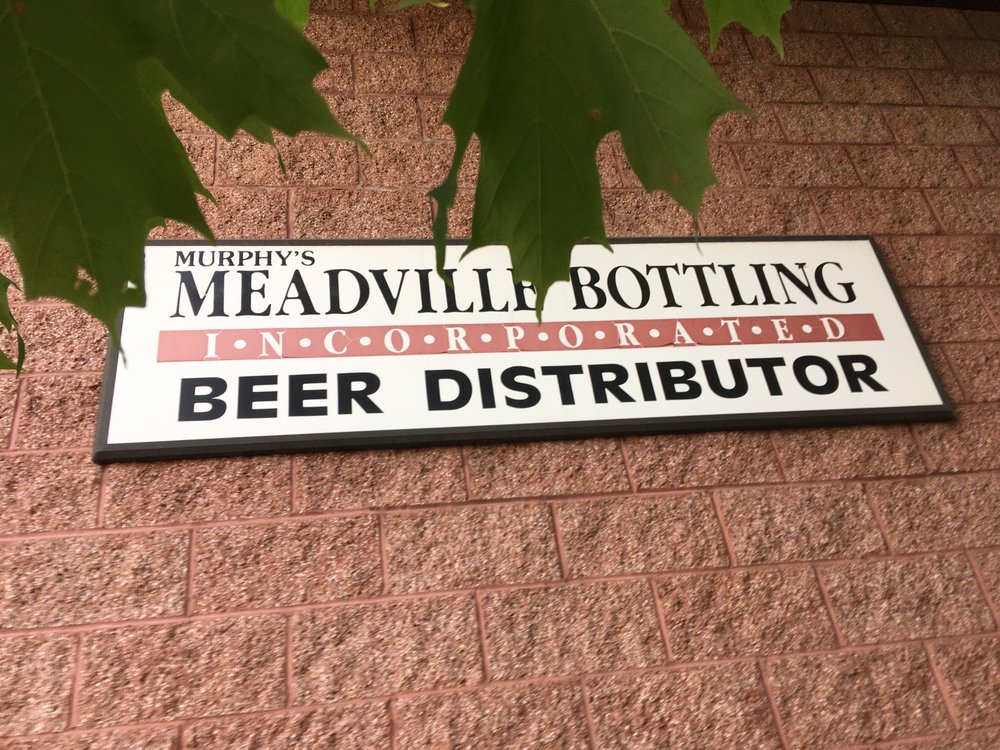 MURPHY'S
MEADVILLE BOTTLING
I•N•C•O•R•P•O•R•A•T•E•D
BEER DISTRIBUTOR